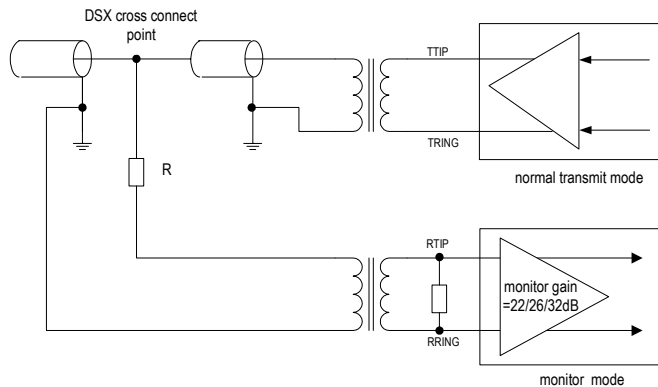 DSX cross connect
point
TTIP
TRING
normal transmit mode
R
RTIP
monitor gain
=22/26/32dB
RRING
monitor mode